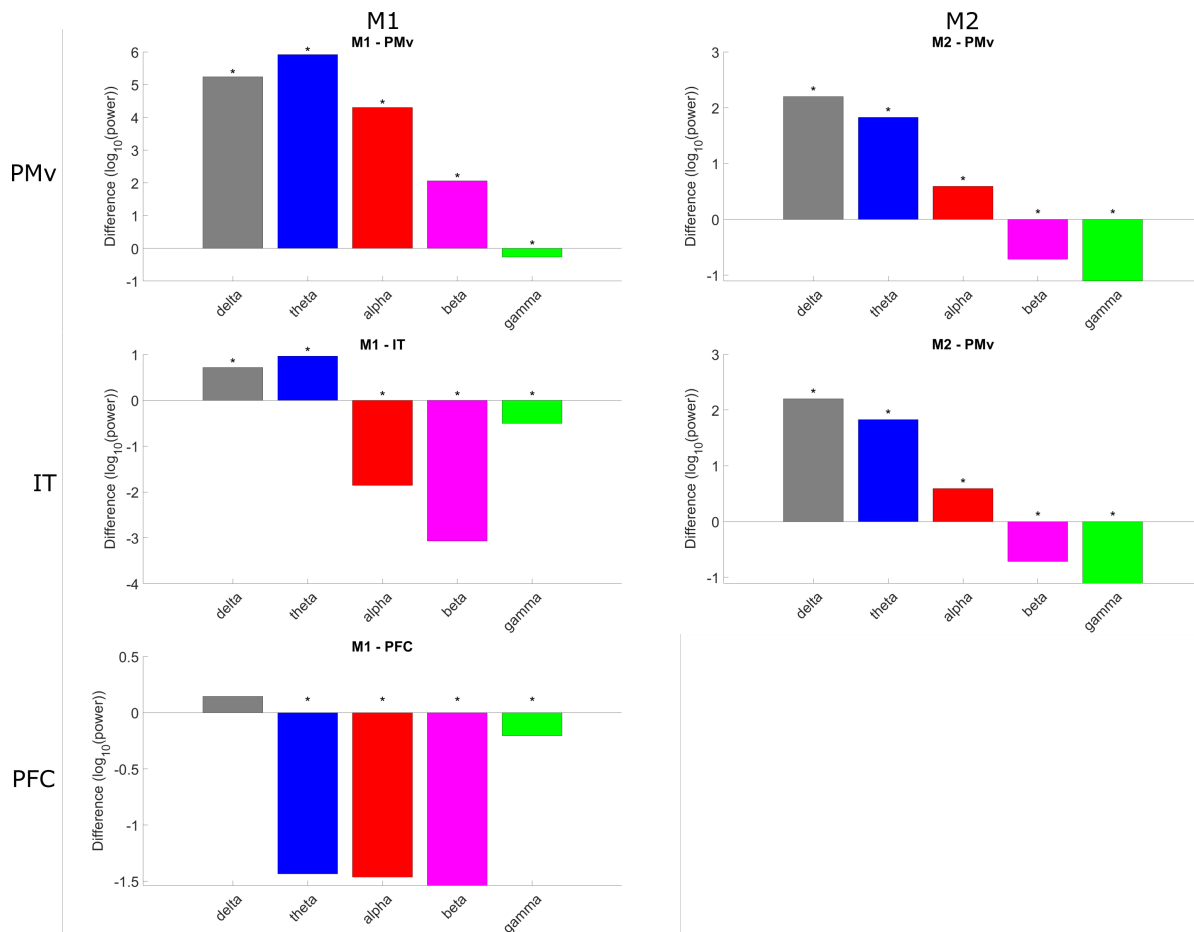 M1
M2
PMv
M1 - PMv
Difference (log10(power))
6
5
4
3
2
1
0
-1
* * * * *
delta theta alpha beta gamma
M2 - PMv
Difference (log10(power))
3
2
1
0
-1
* * * * *
delta theta alpha beta gamma
IT
M1 - IT
Difference (log10(power))
1
0
-1
-2
-3
-4
* * * * *
delta theta alpha beta gamma
M2 - PMv
Difference (log10(power))
3
2
1
0
-1
* * * * *
delta theta alpha beta gamma
PFC
M1 - PFC
Difference (log10(power))
0.5
0
-0.5
-1
-1.5
* * * *
delta theta alpha beta gamma